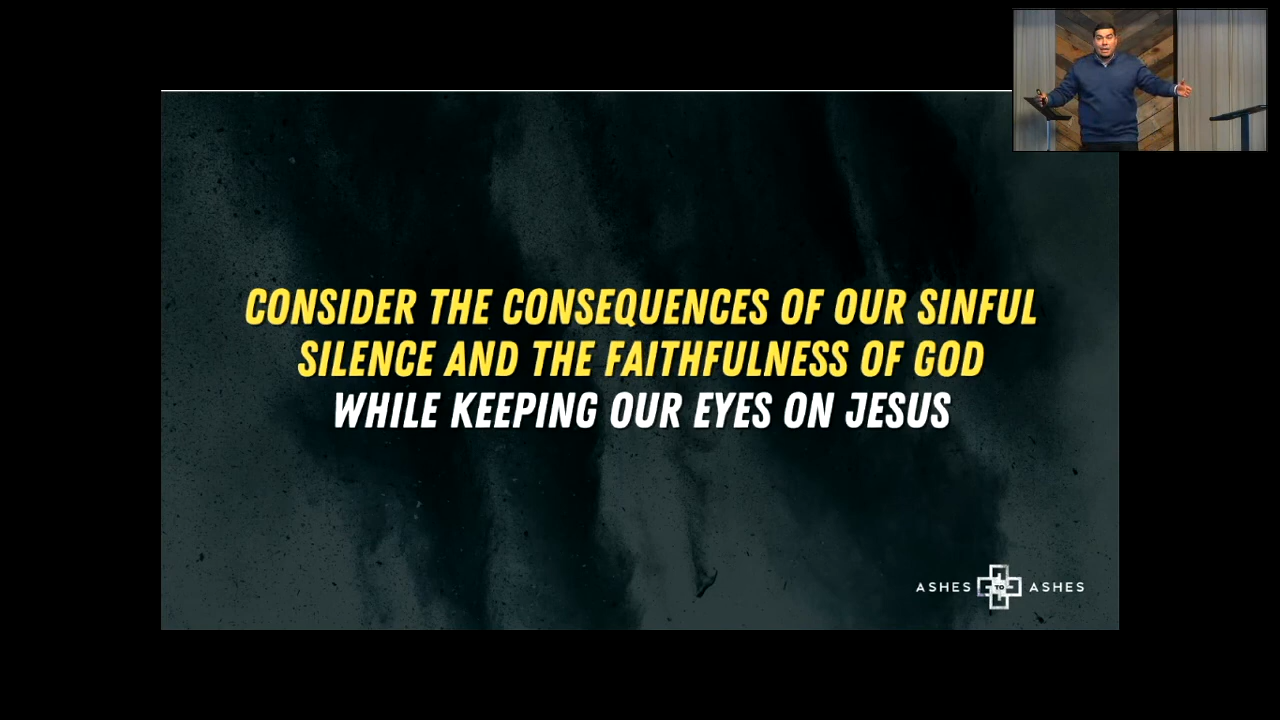 CONSIDER THE CONSEQUENCES OF OUR SINFUL
SILENCE AND THE FAITHFULNESS OF GOD
WHILE KEEPING OUR EYES ON JESUS
ASHES TO ASHES